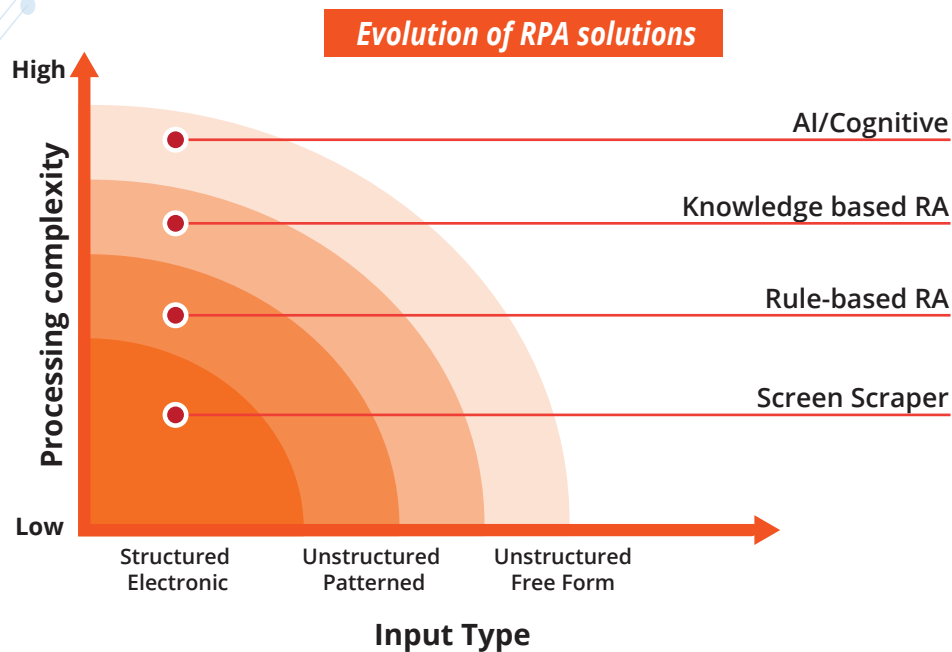 Evolution of RPA solutions
High
AI/Cognitive
Knowledge based RA
Rule-based RA
Screen Scraper
Processing complexity
Low
Structured
Electronic
Unstructured
Patterned
Unstructured
Free Form
Input Type